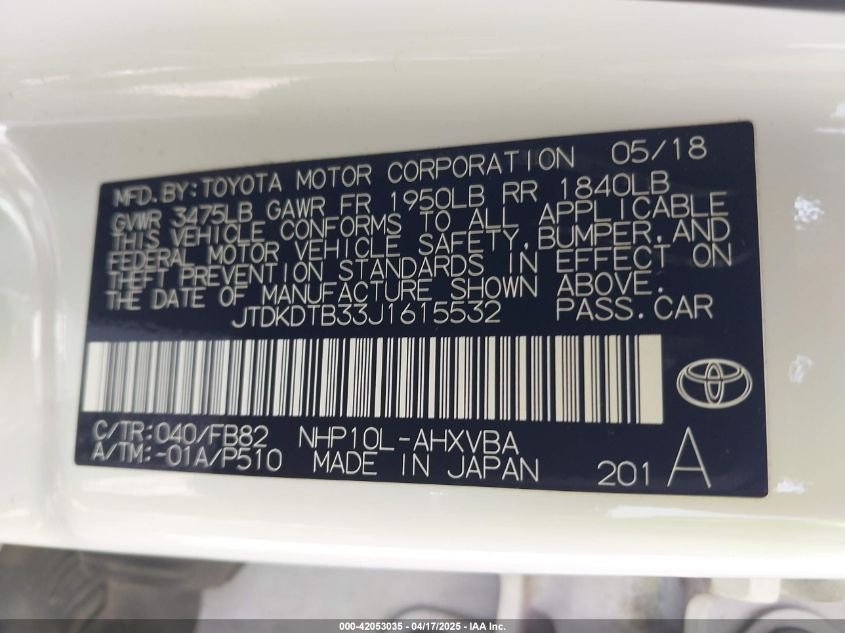 MFD.BY:TOYOTA MOTOR CORPORATION 05/18
GVWR 3475LB GAWR FR 1950LB RR 1840LB
THIS VEHICLE CONFORMS TO ALL APPLICABLE
FEDERAL MOTOR VEHICLE SAFETY,BUMPER,AND
THEFT PREVENTION STANDARDS IN EFFECT ON
THE DATE OF MANUFACTURE SHOWN ABOVE.
JTDKDTB33J1615532 PASS.CAR
C/TR:040/FB82 NHP10L-AHXVBA
A/TM:-01A/P510 MADE IN JAPAN 201 A
000-42053035 - 04/17/2025 - IAA Inc.